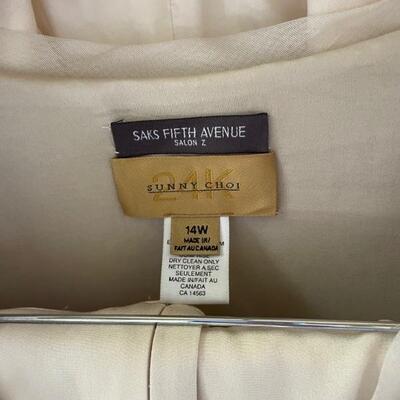 SAKS FIFTH AVENUE
SALON Z
24K
SUNNY CHOI
14W
MADE IN/
FAIT AU CANADA
DRY CLEAN ONLY
NETTOYER A.SEC
SEULEMENT
MADE IN/FAIT AU
CANADA
CA 14563